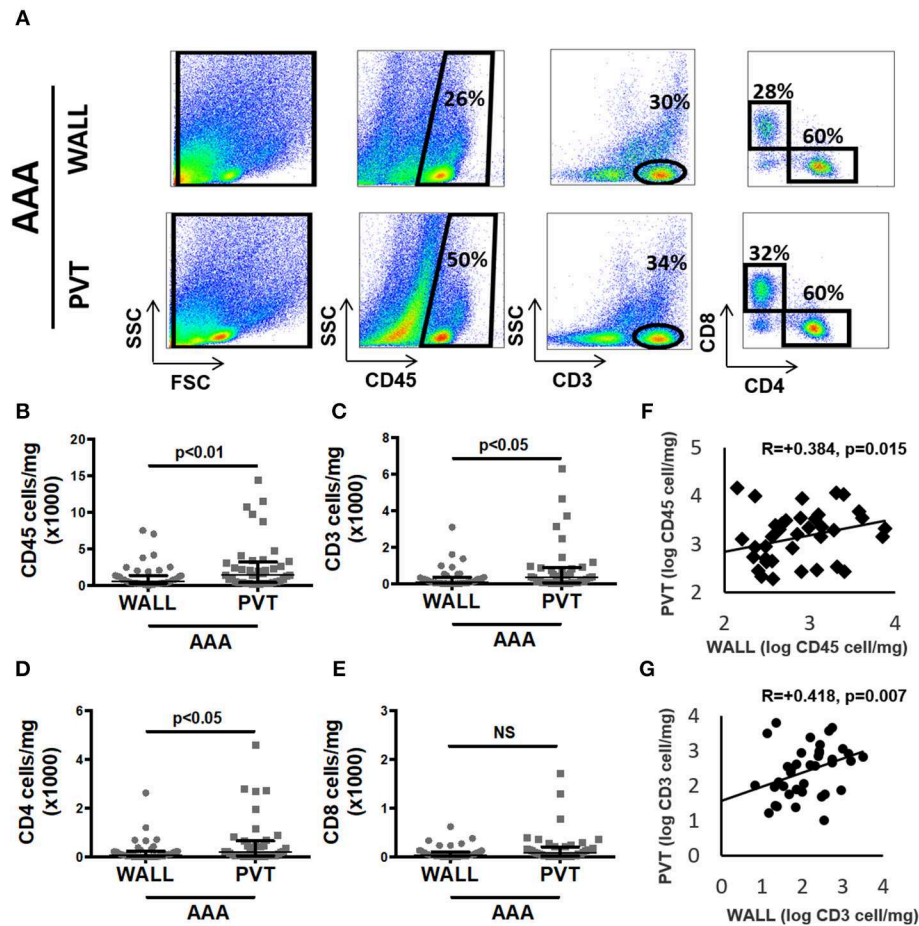 A
AAA
WALL
PVT
26%
30%
28%
60%
50%
34%
32%
60%
SSC
FSC
SSC
CD45
SSC
CD3
CD8
CD4
B
CD45 cells/mg
(x1000)
20
15
10
5
0
p<0.01
WALL
PVT
AAA
C
CD3 cells/mg
(x1000)
8
6
4
2
0
p<0.05
WALL
PVT
AAA
F
PVT (log CD45 cell/mg)
5
4
3
2
R=+0.384, p=0.015
2
3
4
WALL (log CD45 cell/mg)
D
CD4 cells/mg
(x1000)
6
4
2
0
p<0.05
WALL
PVT
AAA
E
CD8 cells/mg
(x1000)
3
2
1
0
NS
WALL
PVT
AAA
G
PVT (log CD3 cell/mg)
4
3
2
1
0
R=+0.418, p=0.007
0
1
2
3
4
WALL (log CD3 cell/mg)